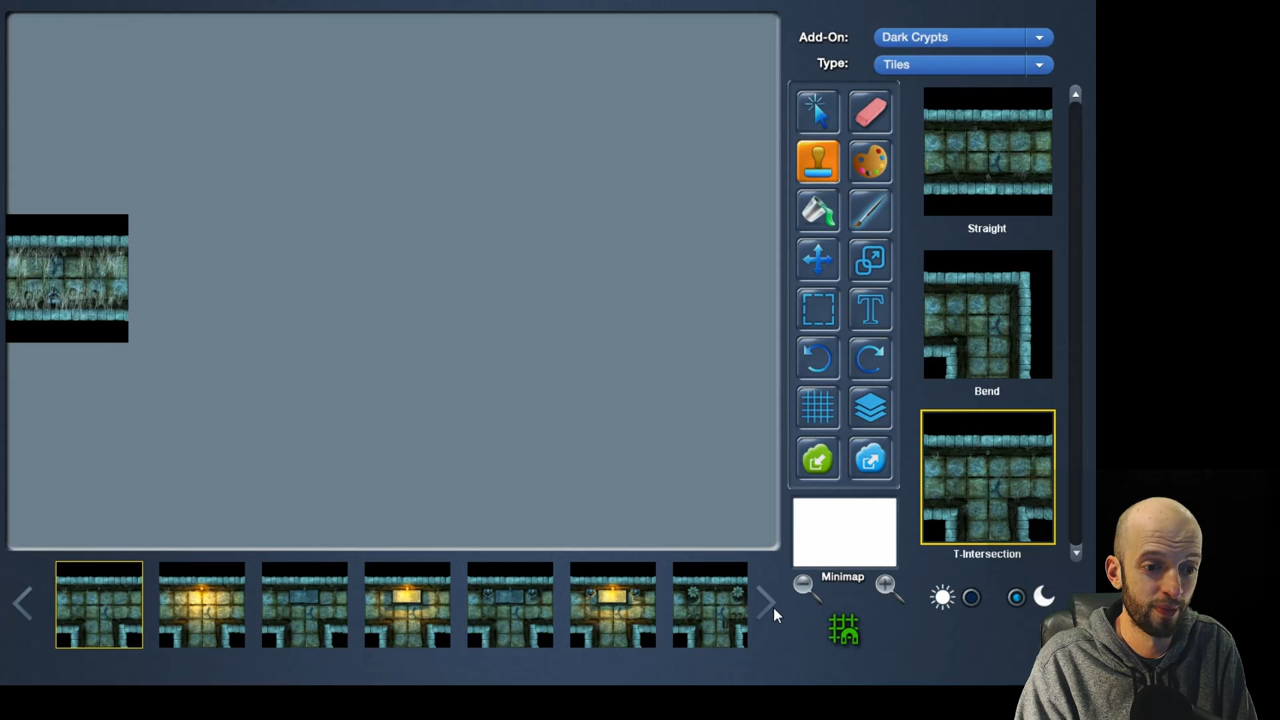 Add-On:
Dark Crypts
Type:
Tiles
Straight
Bend
T-Intersection
Minimap